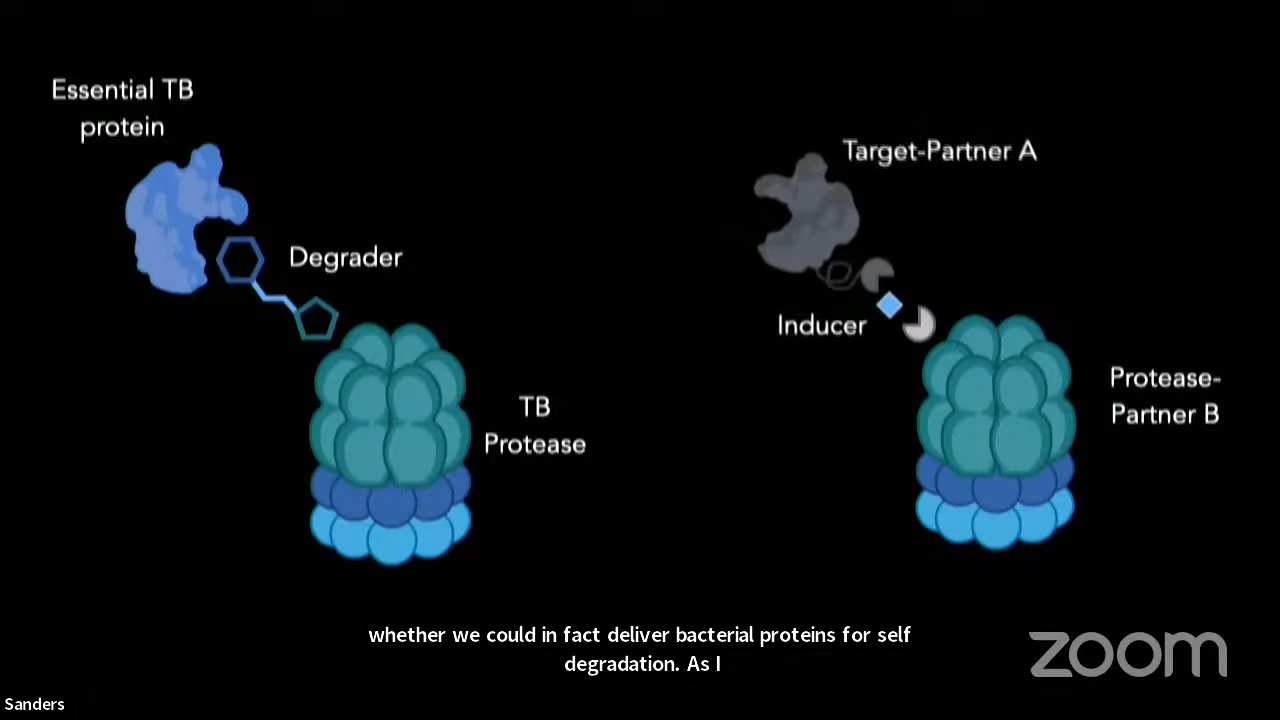 Essential TB
protein
Degrader
TB
Protease
Target-Partner A
Inducer
Protease-
Partner B
whether we could in fact deliver bacterial proteins for self
degradation. As I
zoom
Sanders